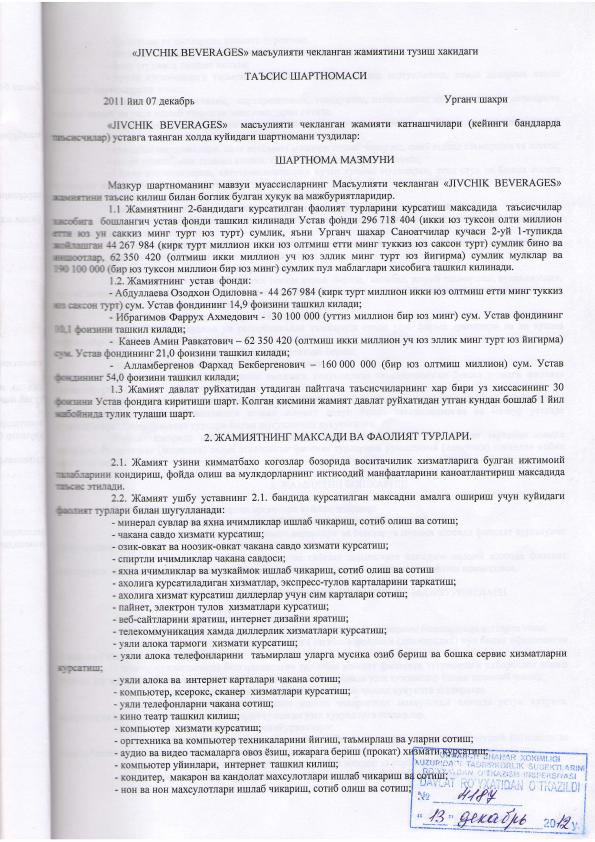 «JIVCHIK BEVERAGES» масъулияти чекланган жамиятини тузиш хакидаги
ТАЪСИС ШАРТНОМАСИ
2011 йил 07 декабрь Урганч шахри
«JIVCHIK BEVERAGES» масъулияти чекланган жамияти катнашчилари (кейинги бандларда
таъсисчилар) уставга таянган холда куйидаги шартномани туздилар:
ШАРТНОМА МАЗМУНИ
Мазкур шартноманинг мавзуи муассисларнинг Масъулияти чекланган «JIVCHIK BEVERAGES»
жамиятини таъсис килиш билан боглик булган хукук ва мажбуриятларидир.
1.1 Жамиятнинг 2-бандидаги курсатилган фаолият турларини курсатиш максадида таъсисчилар
хисобига бошлангич устав фонди ташкил килинади Устав фонди 296 718 404 (икки юз туксон олти миллион
етти юз ун саккиз минг турт юз турт) сумлик, яъни Урганч шахар Саноатчилар кучаси 2-уй 1-тупикда
жойлашган 44 267 984 (кирк турт миллион икки юз олтмиш етти минг туккиз юз саксон турт) сумлик бино ва
иншоотлар, 62 350 420 (олтмиш икки миллион уч юз эллик минг турт юз йигирма) сумлик мулклар ва
190 100 000 (бир юз туксон миллион бир юз минг) сумлик пул маблаглари хисобига ташкил килинади.
1.2. Жамиятнинг устав фонди:
- Абдуллаева Озодхон Одиловна - 44 267 984 (кирк турт миллион икки юз олтмиш етти минг туккиз
юз саксон турт) сум. Устав фондининг 14,9 фоизини ташкил килади;
- Ибрагимов Фаррух Ахмедович - 30 100 000 (уттиз миллион бир юз минг) сум. Устав фондининг
10,1 фоизини ташкил килади;
- Канеев Амин Равкатович – 62 350 420 (олтмиш икки миллион уч юз эллик минг турт юз йигирма)
сум. Устав фондининг 21,0 фоизини ташкил килади;
- Алламбергенов Фархад Бекбергенович – 160 000 000 (бир юз олтмиш миллион) сум. Устав
фондининг 54,0 фоизини ташкил килади;
1.3 Жамият давлат руйхатидан утадиган пайтгача таъсисчиларнинг хар бири уз хиссасининг 30
фоизини Устав фондига киритиши шарт. Колган кисмини жамият давлат руйхатидан утган кундан бошлаб 1 йил
мабойнида тулик тулаши шарт.
2. ЖАМИЯТНИНГ МАКСАДИ ВА ФАОЛИЯТ ТУРЛАРИ.
2.1. Жамият узини кимматбахо когозлар бозорида воситачилик хизматларига булган ижтимоий
талабларини кондириш, фойда олиш ва мулкдорларнинг иктисодий манфаатларини каноатлантириш максадида
таъсис этилади.
2.2. Жамият ушбу уставнинг 2.1. бандида курсатилган максадни амалга ошириш учун куйидаги
фаолият турлари билан шугулланади:
- минерал сувлар ва яхна ичимликлар ишлаб чикариш, сотиб олиш ва сотиш;
- чакана савдо хизмати курсатиш;
- озик-овкат ва ноозик-овкат чакана савдо хизмати курсатиш;
- спиртли ичимликлар чакана савдоси;
- яхна ичимликлар ва музкаймок ишлаб чикариш, сотиб олиш ва сотиш
- ахолига курсатиладиган хизматлар, экспресс-тулов карталарини таркатиш;
- ахолига хизмат курсатиш диллерлар учун сим карталари сотиш;
- пайнет, электрон тулов хизматлари курсатиш;
- веб-сайтларини яратиш, интернет дизайни яратиш;
- телекоммуникация хамда диллерлик хизматлари курсатиш;
- уяли алока тармоги хизмати курсатиш;
- уяли алока телефонларини таъмирлаш уларга мусика озиб бериш ва бошка сервис хизматларни
курсатиш;
- уяли алока ва интернет карталари чакана сотиш;
- компьютер, ксерокс, сканер хизматлари курсатиш;
- уяли телефонларни чакана сотиш;
- кино театр ташкил килиш;
- компьютер хизмати курсатиш;
- оргтехника ва компьютер техникаларини йигиш, таъмирлаш ва уларни сотиш;
- аудио ва видео тасмаларга овоз ёзиш, ижарага бериш (прокат) хизмати курсатиш;
- компьютер уйинлари, интернет ташкил килиш;
- кондитер, макарон ва кандолат махсулотлари ишлаб чикариш ва сотиш;
- нон ва нон махсулотлари ишлаб чикариш, сотиб олиш ва сотиш;
URGANCH SHAHAR HOKIMLIGI
HUZURIDAGI TADBIRKORLIK SUB'EKTLARINI
RO'YXATDAN O'TKAZISH INSPEKSIYASI
DAVLAT RO'YXATIDAN O'TKAZILDI
№ 4187
"13" декабрь 2012 y.